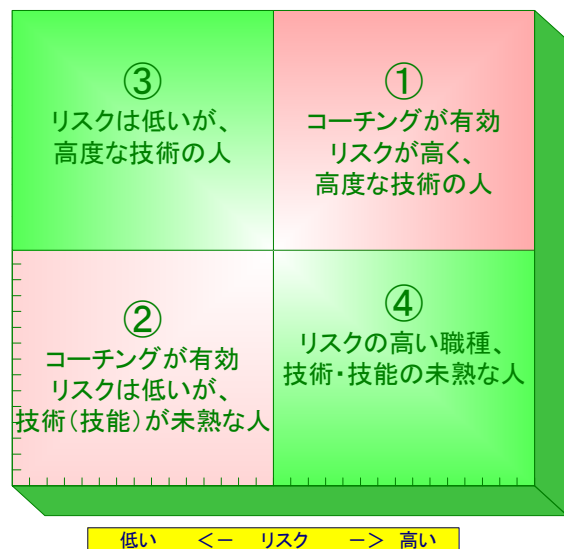 ③
リスクは低いが、
高度な技術の人
①
コーチングが有効
リスクが高く、
高度な技術の人
②
コーチングが有効
リスクは低いが、
技術(技能)が未熟な人
④
リスクの高い職種、
技術・技能の未熟な人
低い <− リスク −> 高い